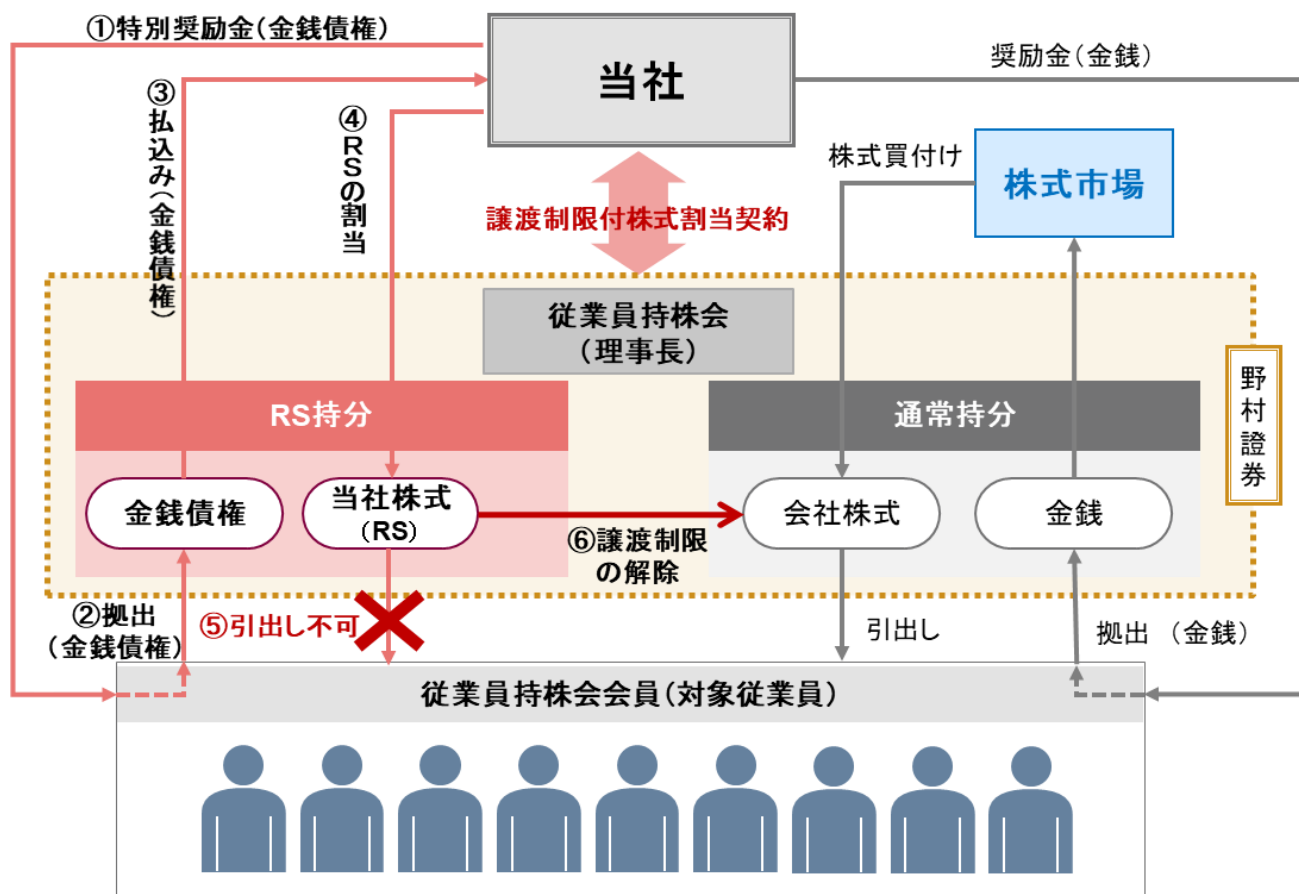 ①特別奨励金(金銭債権)
当社
奨励金(金銭)
③払込み(金銭債権)
④RSの割当
株式買付け
株式市場
譲渡制限付株式割当契約
従業員持株会
(理事長)
野村證券
RS持分
通常持分
金銭債権
当社株式
(RS)
会社株式
金銭
⑥譲渡制限
の解除
②拠出
(金銭債権)
⑤引出し不可
引出し
拠出 (金銭)
従業員持株会会員(対象従業員)